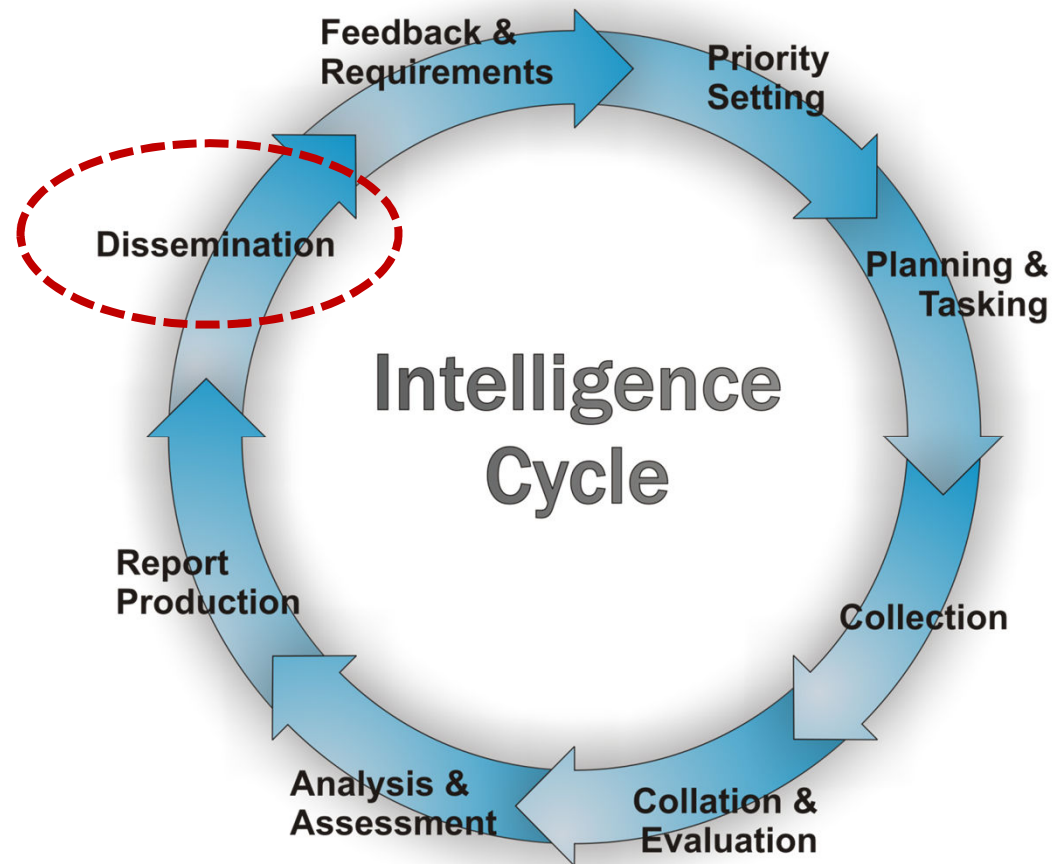 Feedback &
Requirements
Priority
Setting
Dissemination
Planning &
Tasking
Intelligence
Cycle
Report
Production
Collection
Analysis &
Assessment
Collation &
Evaluation